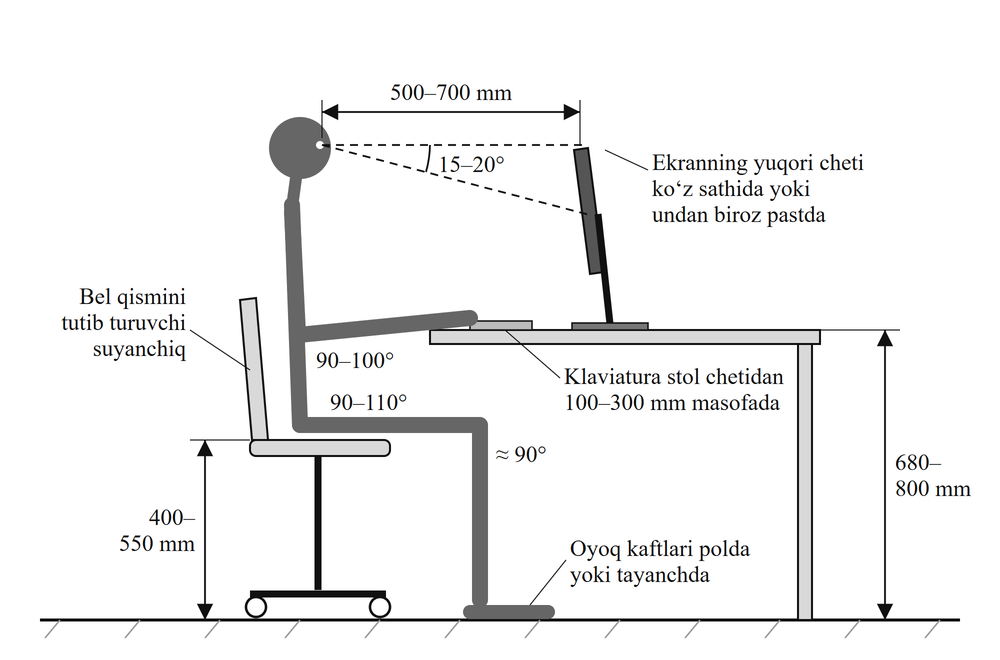 500–700 mm
15–20°
Ekranning yuqori cheti
ko‘z sathida yoki
undan biroz pastda
Bel qismini
tutib turuvchi
suyanchiq
90–100°
90–110°
Klaviatura stol chetidan
100–300 mm masofada
≈ 90°
680–
800 mm
400–
550 mm
Oyoq kaftlari polda
yoki tayanchda